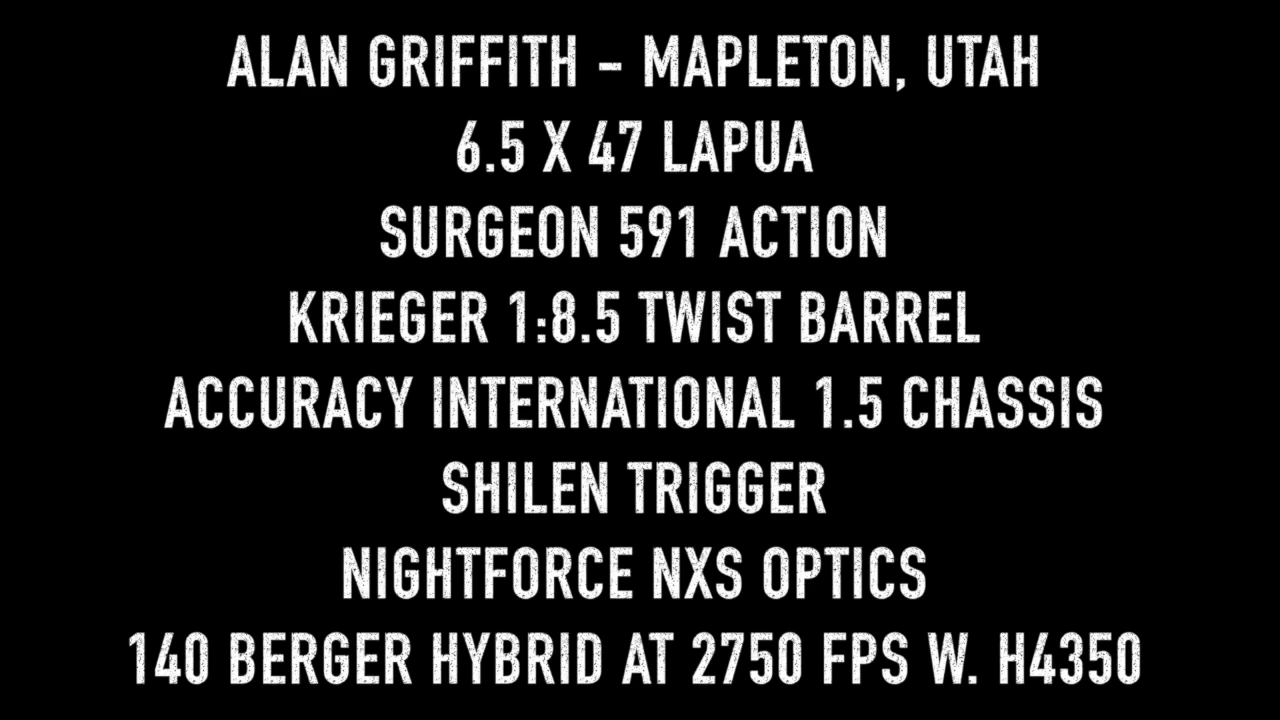 ALAN GRIFFITH - MAPLETON, UTAH
6.5 X 47 LAPUA
SURGEON 591 ACTION
KRIEGER 1:8.5 TWIST BARREL
ACCURACY INTERNATIONAL 1.5 CHASSIS
SHILEN TRIGGER
NIGHTFORCE NXS OPTICS
140 BERGER HYBRID AT 2750 FPS W. H4350